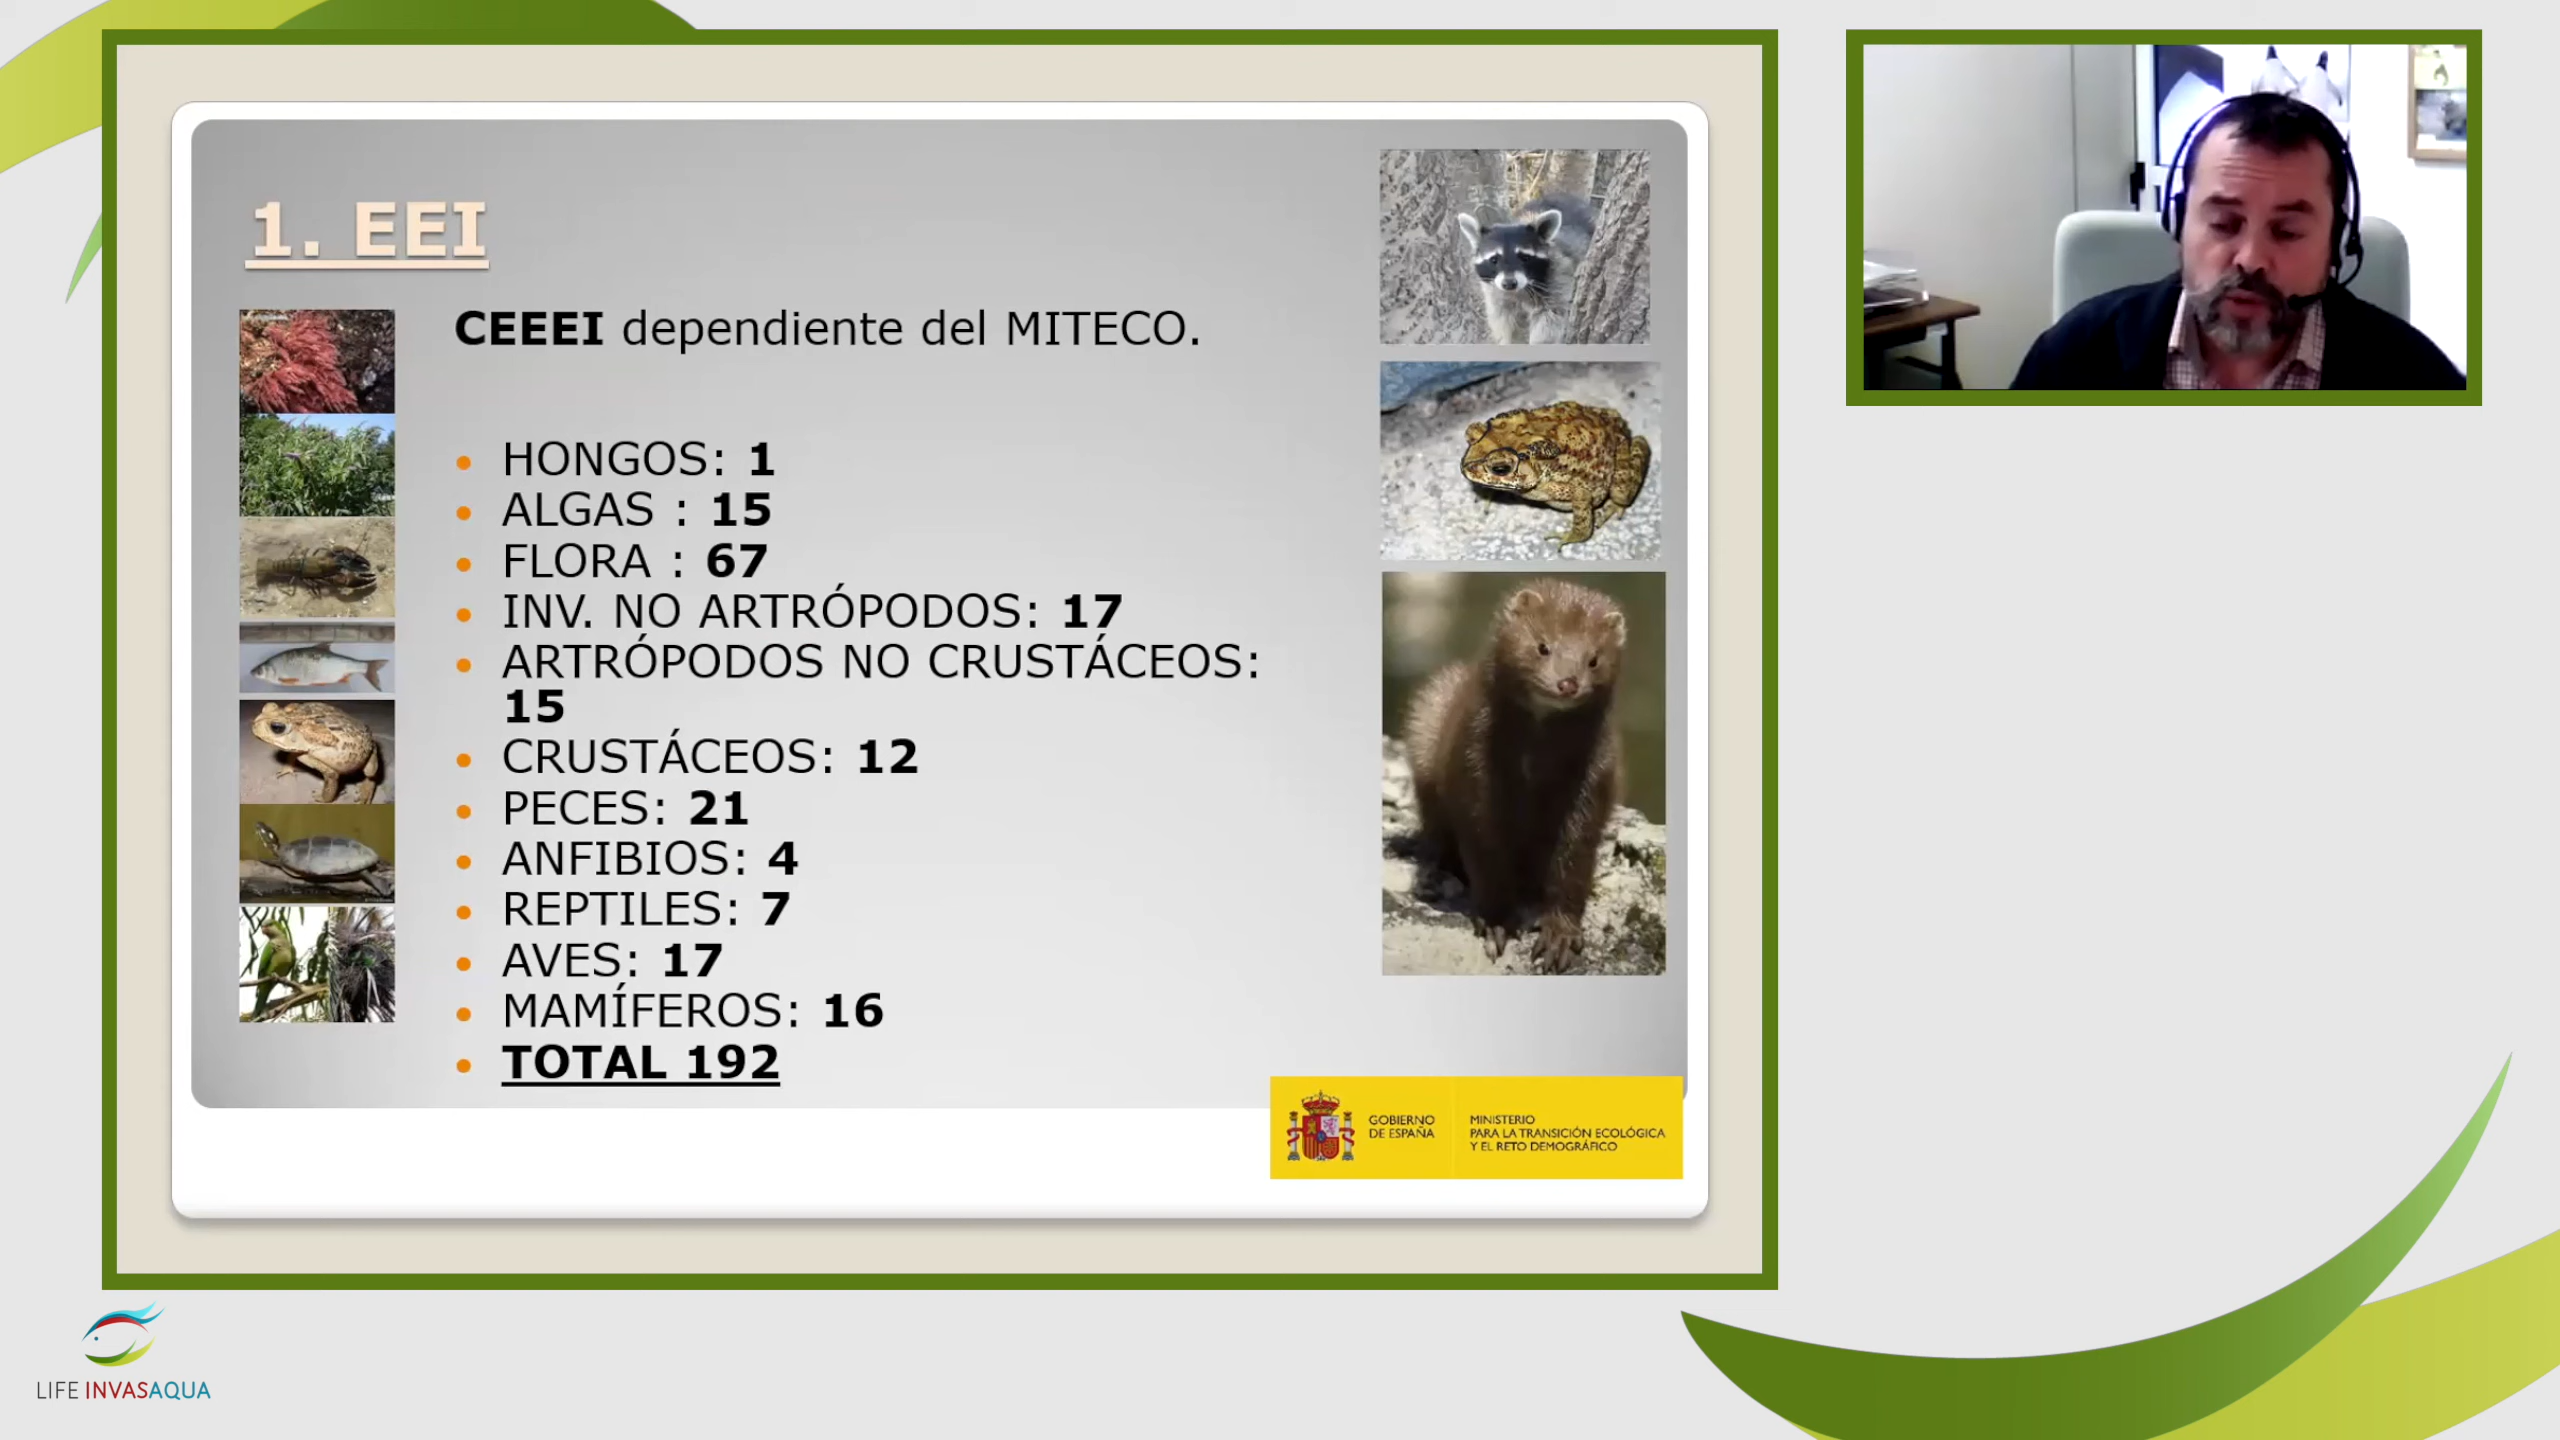 1. EEI
CEEEI dependiente del MITECO.
HONGOS: 1
ALGAS : 15
FLORA : 67
INV. NO ARTRÓPODOS: 17
ARTRÓPODOS NO CRUSTÁCEOS:
15
CRUSTÁCEOS: 12
PECES: 21
ANFIBIOS: 4
REPTILES: 7
AVES: 17
MAMÍFEROS: 16
TOTAL 192
GOBIERNO
DE ESPAÑA
MINISTERIO
PARA LA TRANSICIÓN ECOLÓGICA
Y EL RETO DEMOGRÁFICO
LIFE INVASAQUA